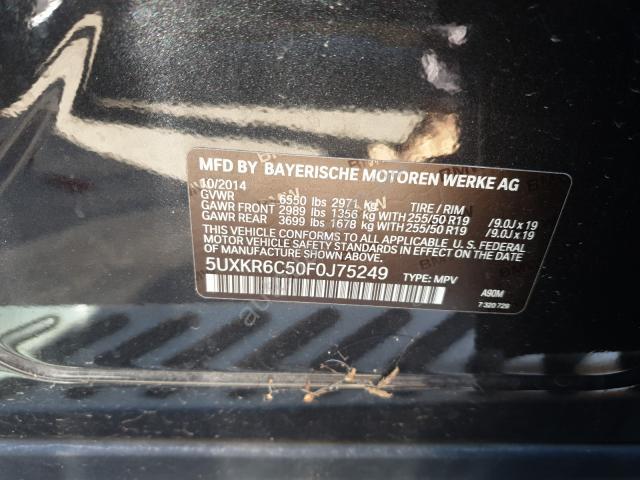 MFD BY BAYERISCHE MOTOREN WERKE AG
10/2014
GVWR 6550 lbs 2971 kg TIRE / RIM
GAWR FRONT 2989 lbs 1356 kg WITH 255/50 R19 /9.0J x 19
GAWR REAR 3699 lbs 1678 kg WITH 255/50 R19 /9.0J x 19
THIS VEHICLE CONFORMS TO ALL APPLICABLE U.S. FEDERAL
MOTOR VEHICLE SAFETY STANDARDS IN EFFECT ON THE DATE
OF MANUFACTURE SHOWN ABOVE.
5UXKR6C50F0J75249 TYPE: MPV
A90M
7 320 729